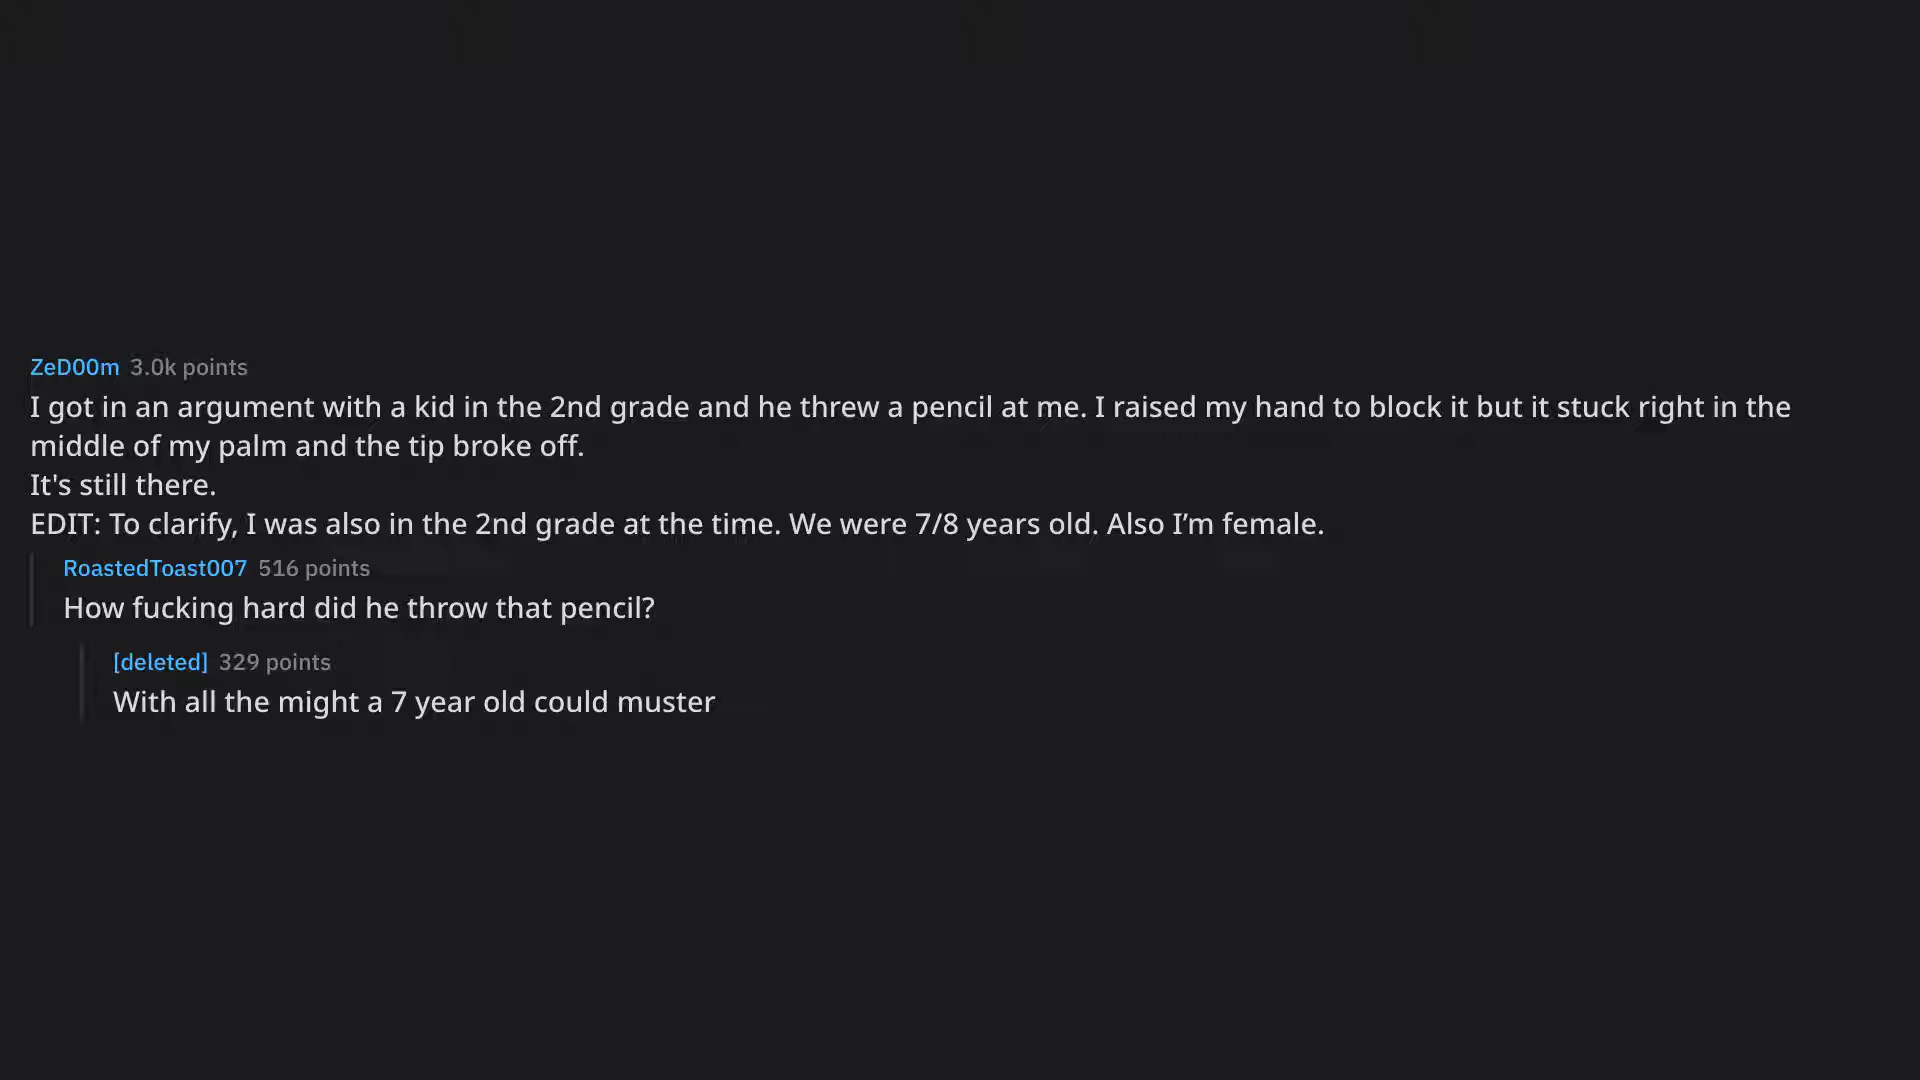 ZeD00m 3.0k points
I got in an argument with a kid in the 2nd grade and he threw a pencil at me. I raised my hand to block it but it stuck right in the
middle of my palm and the tip broke off.
It's still there.
EDIT: To clarify, I was also in the 2nd grade at the time. We were 7/8 years old. Also I’m female.
RoastedToast007 516 points
How fucking hard did he throw that pencil?
[deleted] 329 points
With all the might a 7 year old could muster